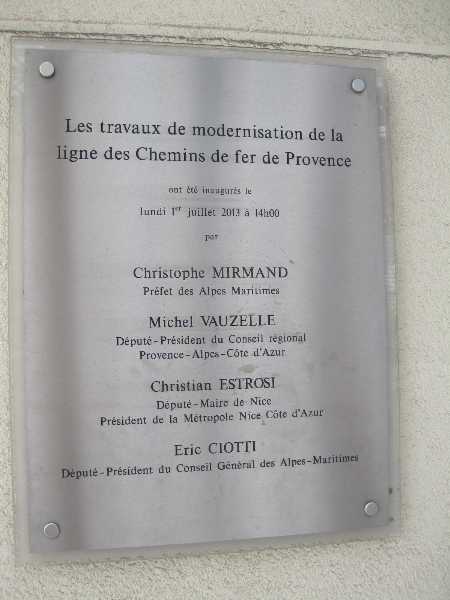 Les travaux de modernisation de la
ligne des Chemins de fer de Provence
ont été inaugurés le
lundi 1er juillet 2013 à 14h00
par
Christophe MIRMAND
Préfet des Alpes Maritimes
Michel VAUZELLE
Député-Président du Conseil régional
Provence-Alpes-Côte d'Azur
Christian ESTROSI
Député-Maire de Nice
Président de la Métropole Nice Côte d'Azur
Eric CIOTTI
Député-Président du Conseil Général des Alpes-Maritimes